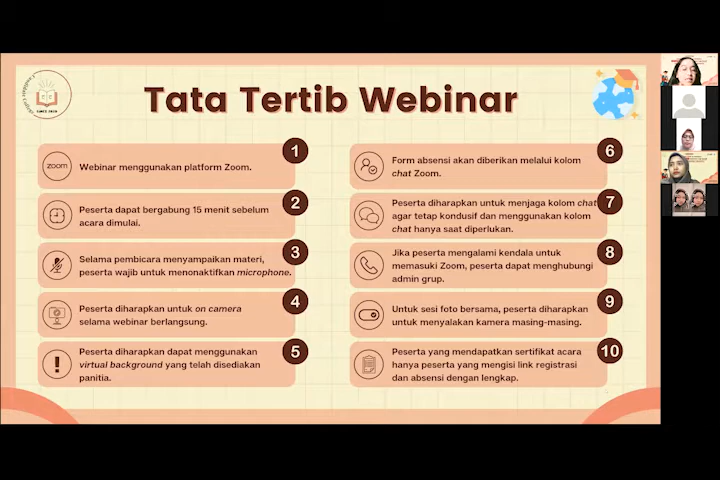 Tata Tertib Webinar
1
zoom
Webinar menggunakan platform Zoom.
2
Peserta dapat bergabung 15 menit sebelum
acara dimulai.
3
Selama pembicara menyampaikan materi,
peserta wajib untuk menonaktifkan microphone.
4
Peserta diharapkan untuk on camera
selama webinar berlangsung.
5
Peserta diharapkan dapat menggunakan
virtual background yang telah disediakan
panitia.
6
Form absensi akan diberikan melalui kolom
chat Zoom.
7
Peserta diharapkan untuk menjaga kolom chat
agar tetap kondusif dan menggunakan kolom
chat hanya saat diperlukan.
8
Jika peserta mengalami kendala untuk
memasuki Zoom, peserta dapat menghubungi
admin grup.
9
Untuk sesi foto bersama, peserta diharapkan
untuk menyalakan kamera masing-masing.
10
Peserta yang mendapatkan sertifikat acara
hanya peserta yang mengisi link registrasi
dan absensi dengan lengkap.